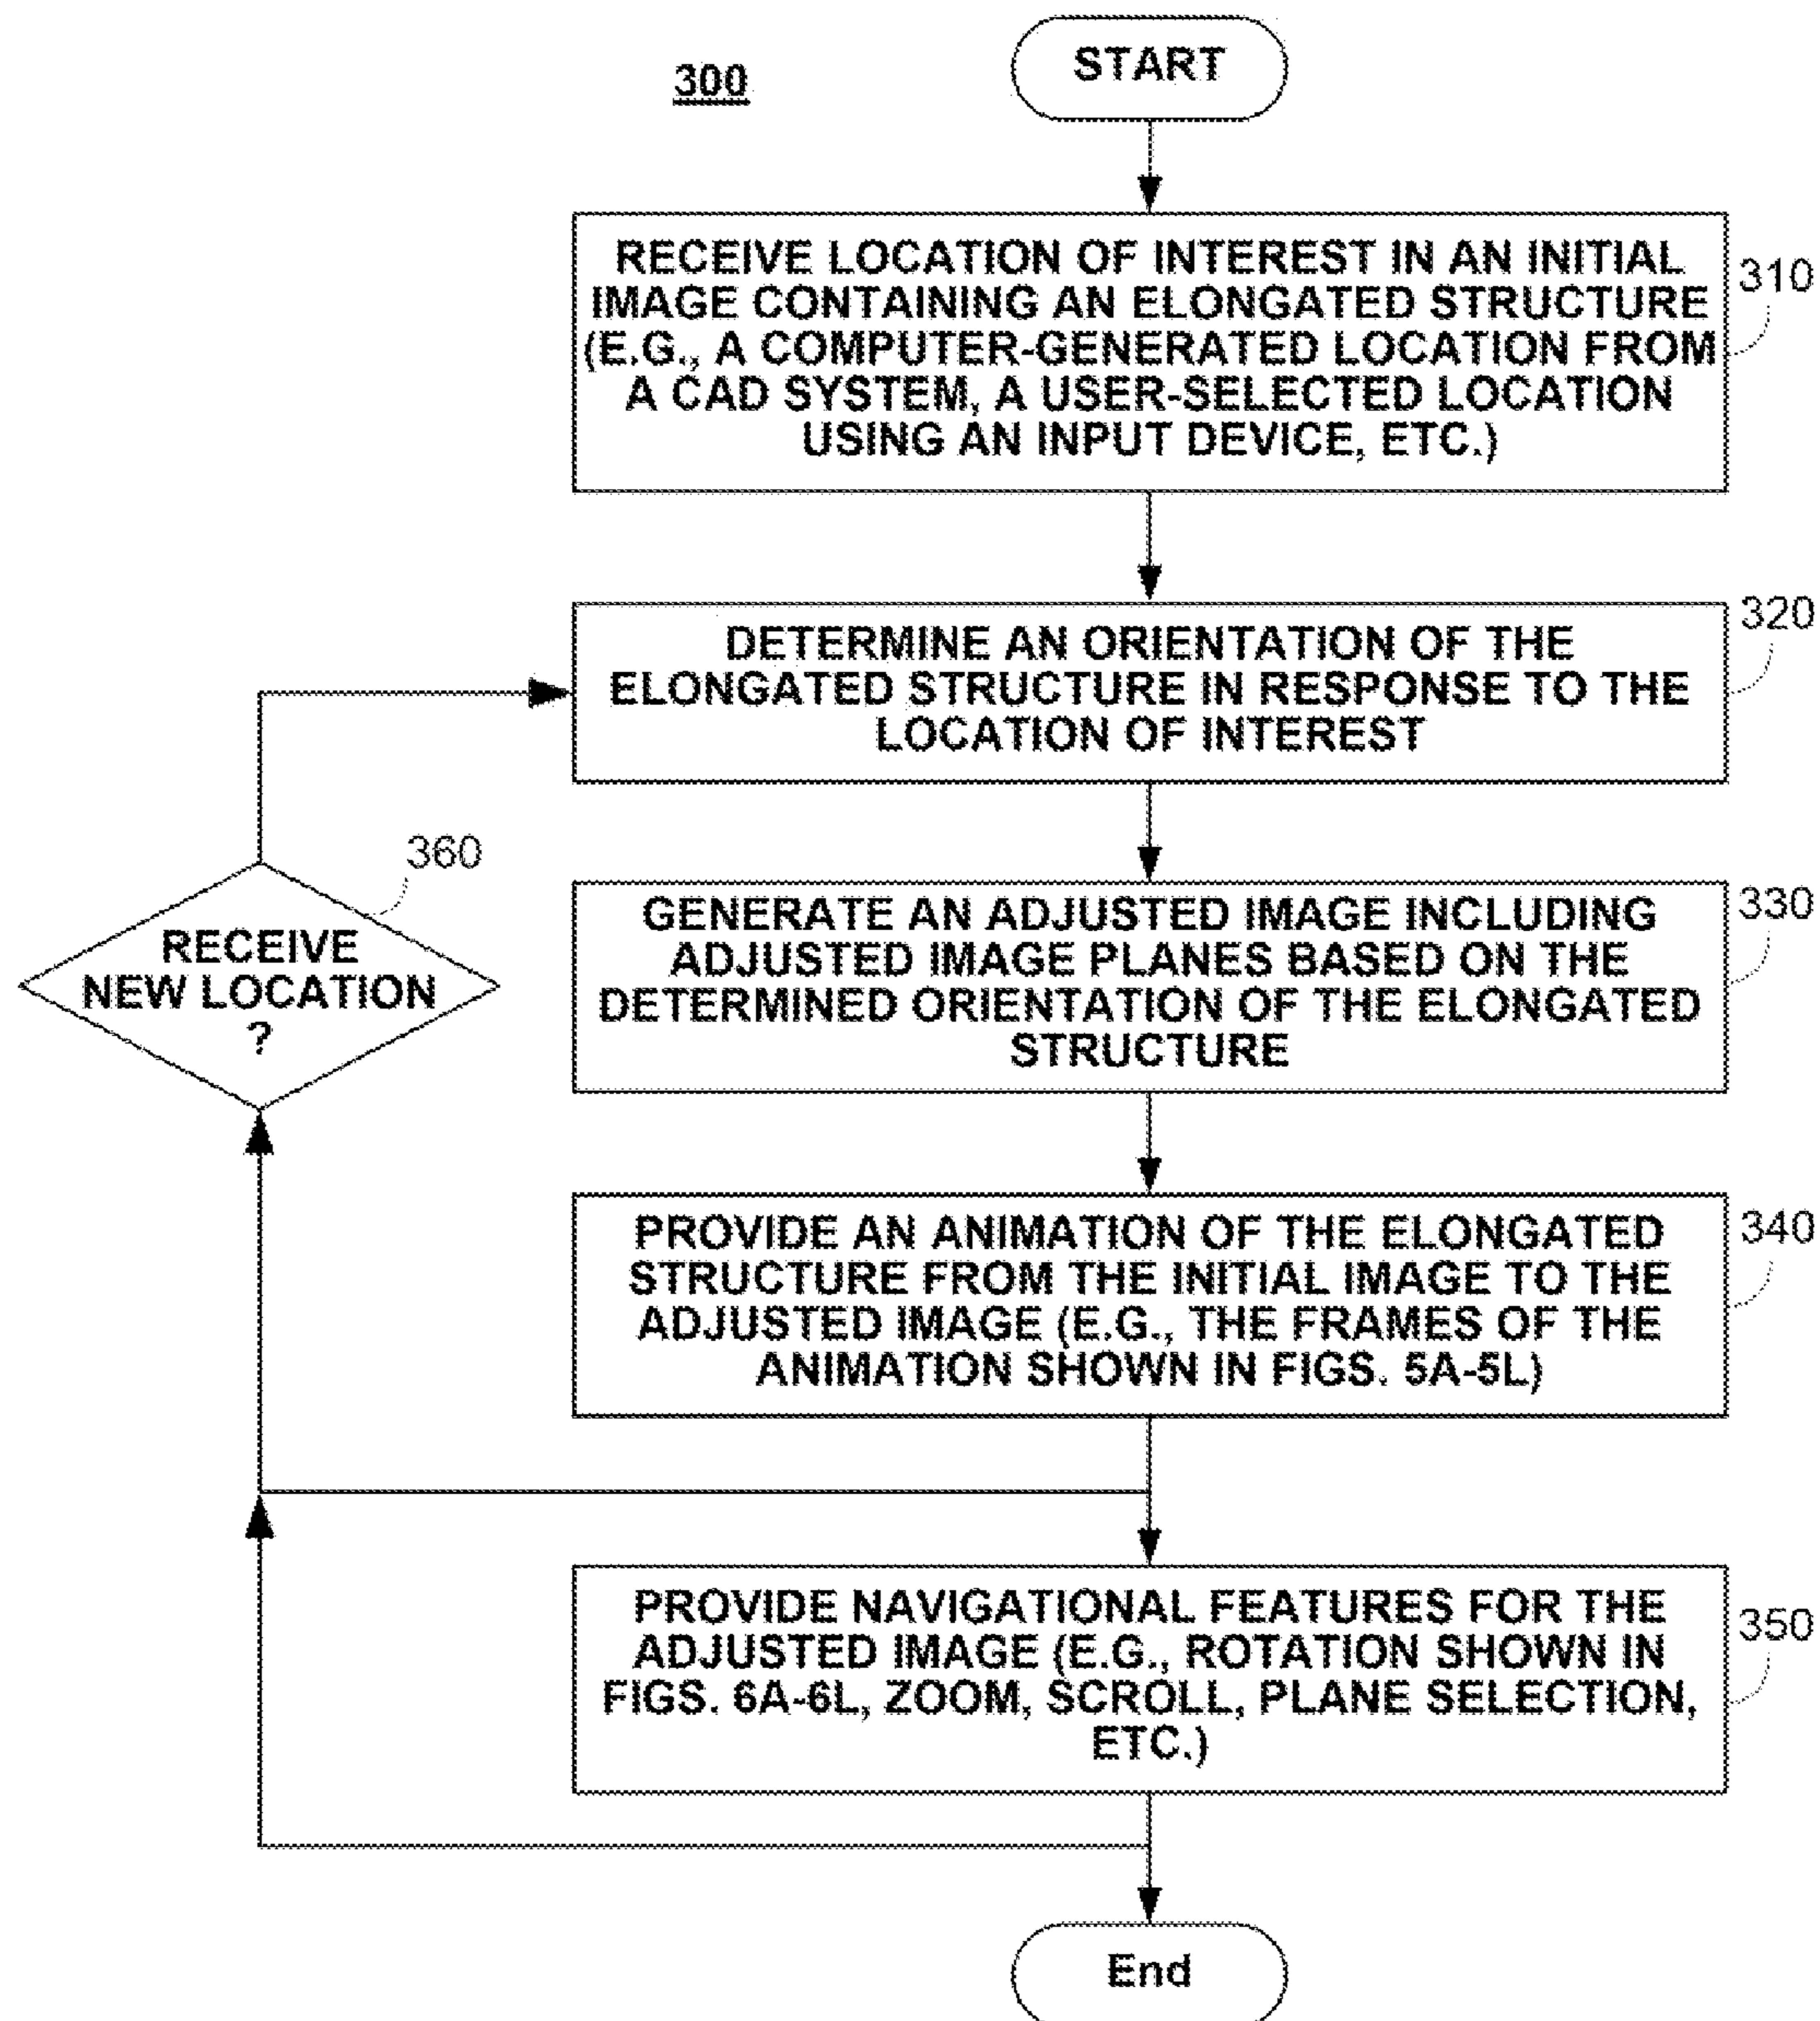 300
START
RECEIVE LOCATION OF INTEREST IN AN INITIAL
IMAGE CONTAINING AN ELONGATED STRUCTURE
(E.G., A COMPUTER-GENERATED LOCATION FROM
A CAD SYSTEM, A USER-SELECTED LOCATION
USING AN INPUT DEVICE, ETC.)
310
DETERMINE AN ORIENTATION OF THE
ELONGATED STRUCTURE IN RESPONSE TO THE
LOCATION OF INTEREST
320
360
RECEIVE
NEW LOCATION
?
GENERATE AN ADJUSTED IMAGE INCLUDING
ADJUSTED IMAGE PLANES BASED ON THE
DETERMINED ORIENTATION OF THE ELONGATED
STRUCTURE
330
PROVIDE AN ANIMATION OF THE ELONGATED
STRUCTURE FROM THE INITIAL IMAGE TO THE
ADJUSTED IMAGE (E.G., THE FRAMES OF THE
ANIMATION SHOWN IN FIGS. 5A-5L)
340
PROVIDE NAVIGATIONAL FEATURES FOR THE
ADJUSTED IMAGE (E.G., ROTATION SHOWN IN
FIGS. 6A-6L, ZOOM, SCROLL, PLANE SELECTION,
ETC.)
350
End